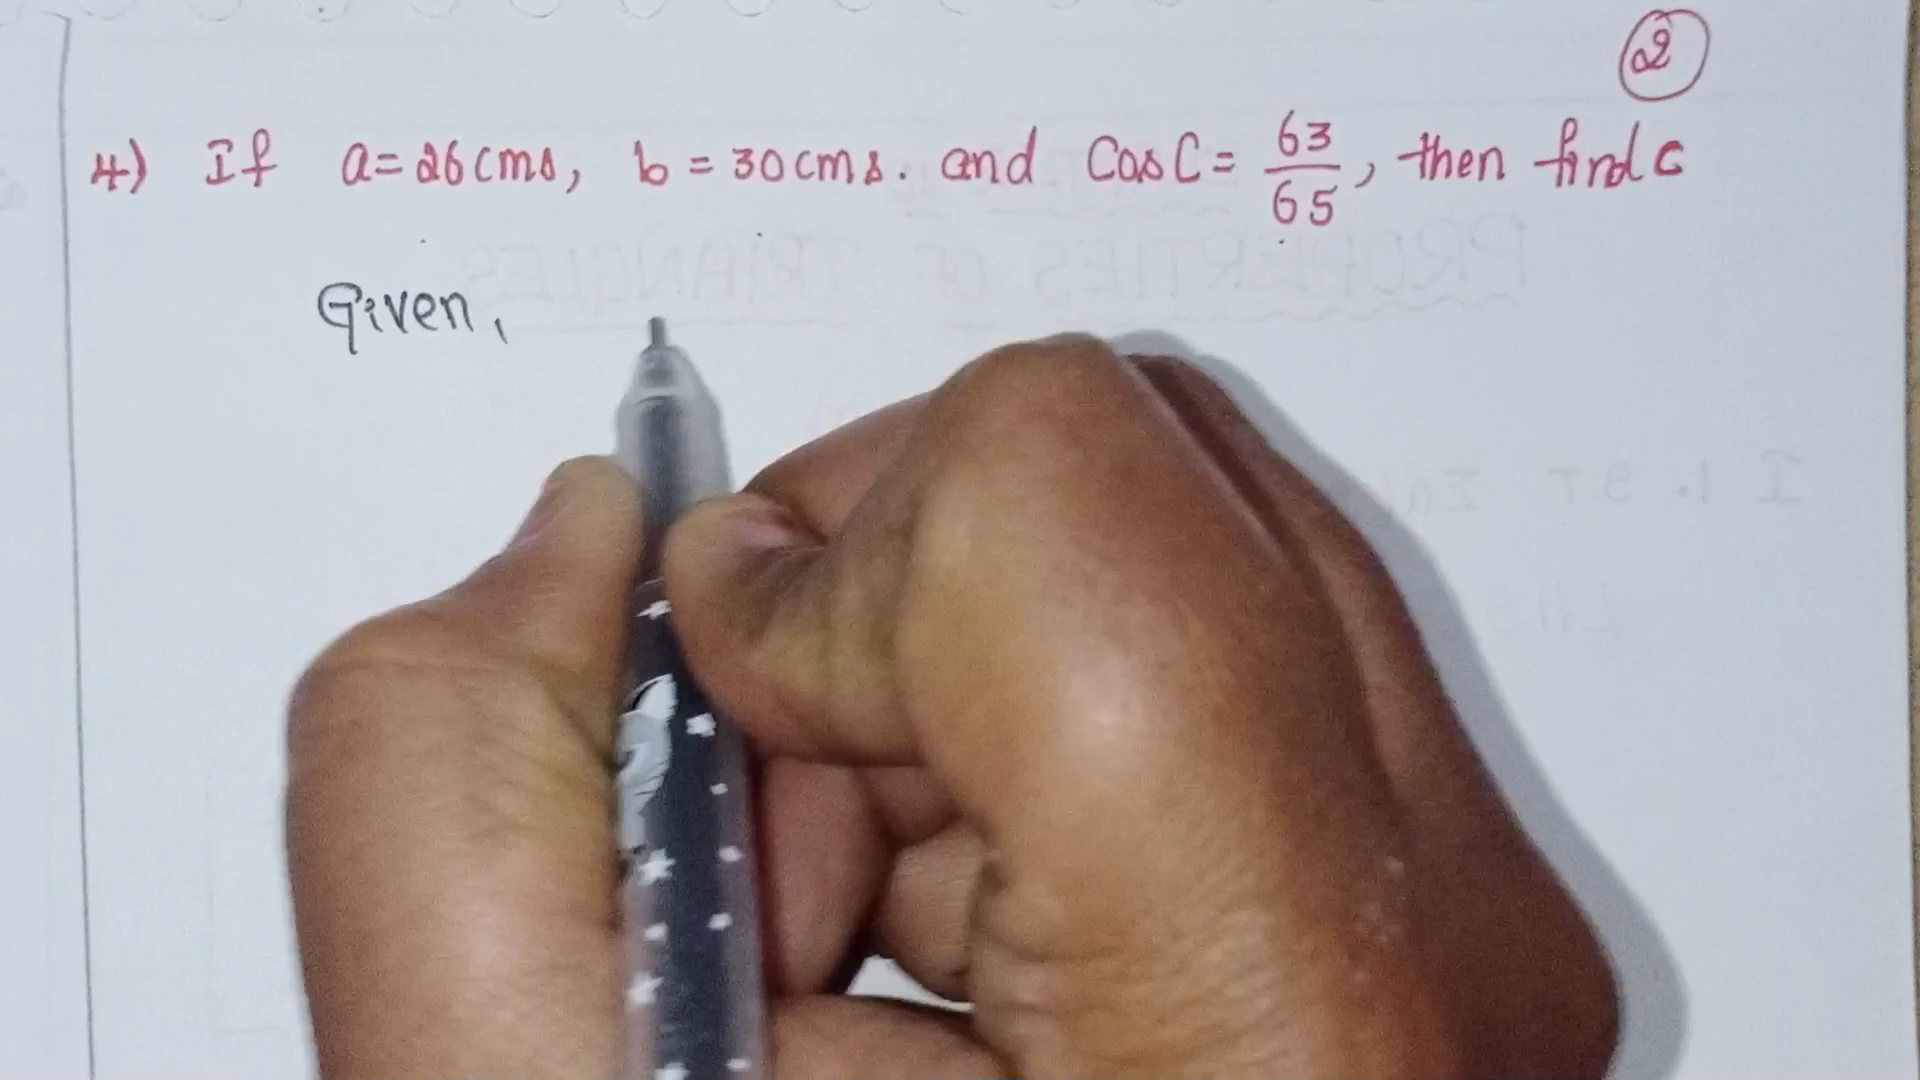 2
4) If a=26cms, b=30cms. and CosC= 63/65, then find c
Given,